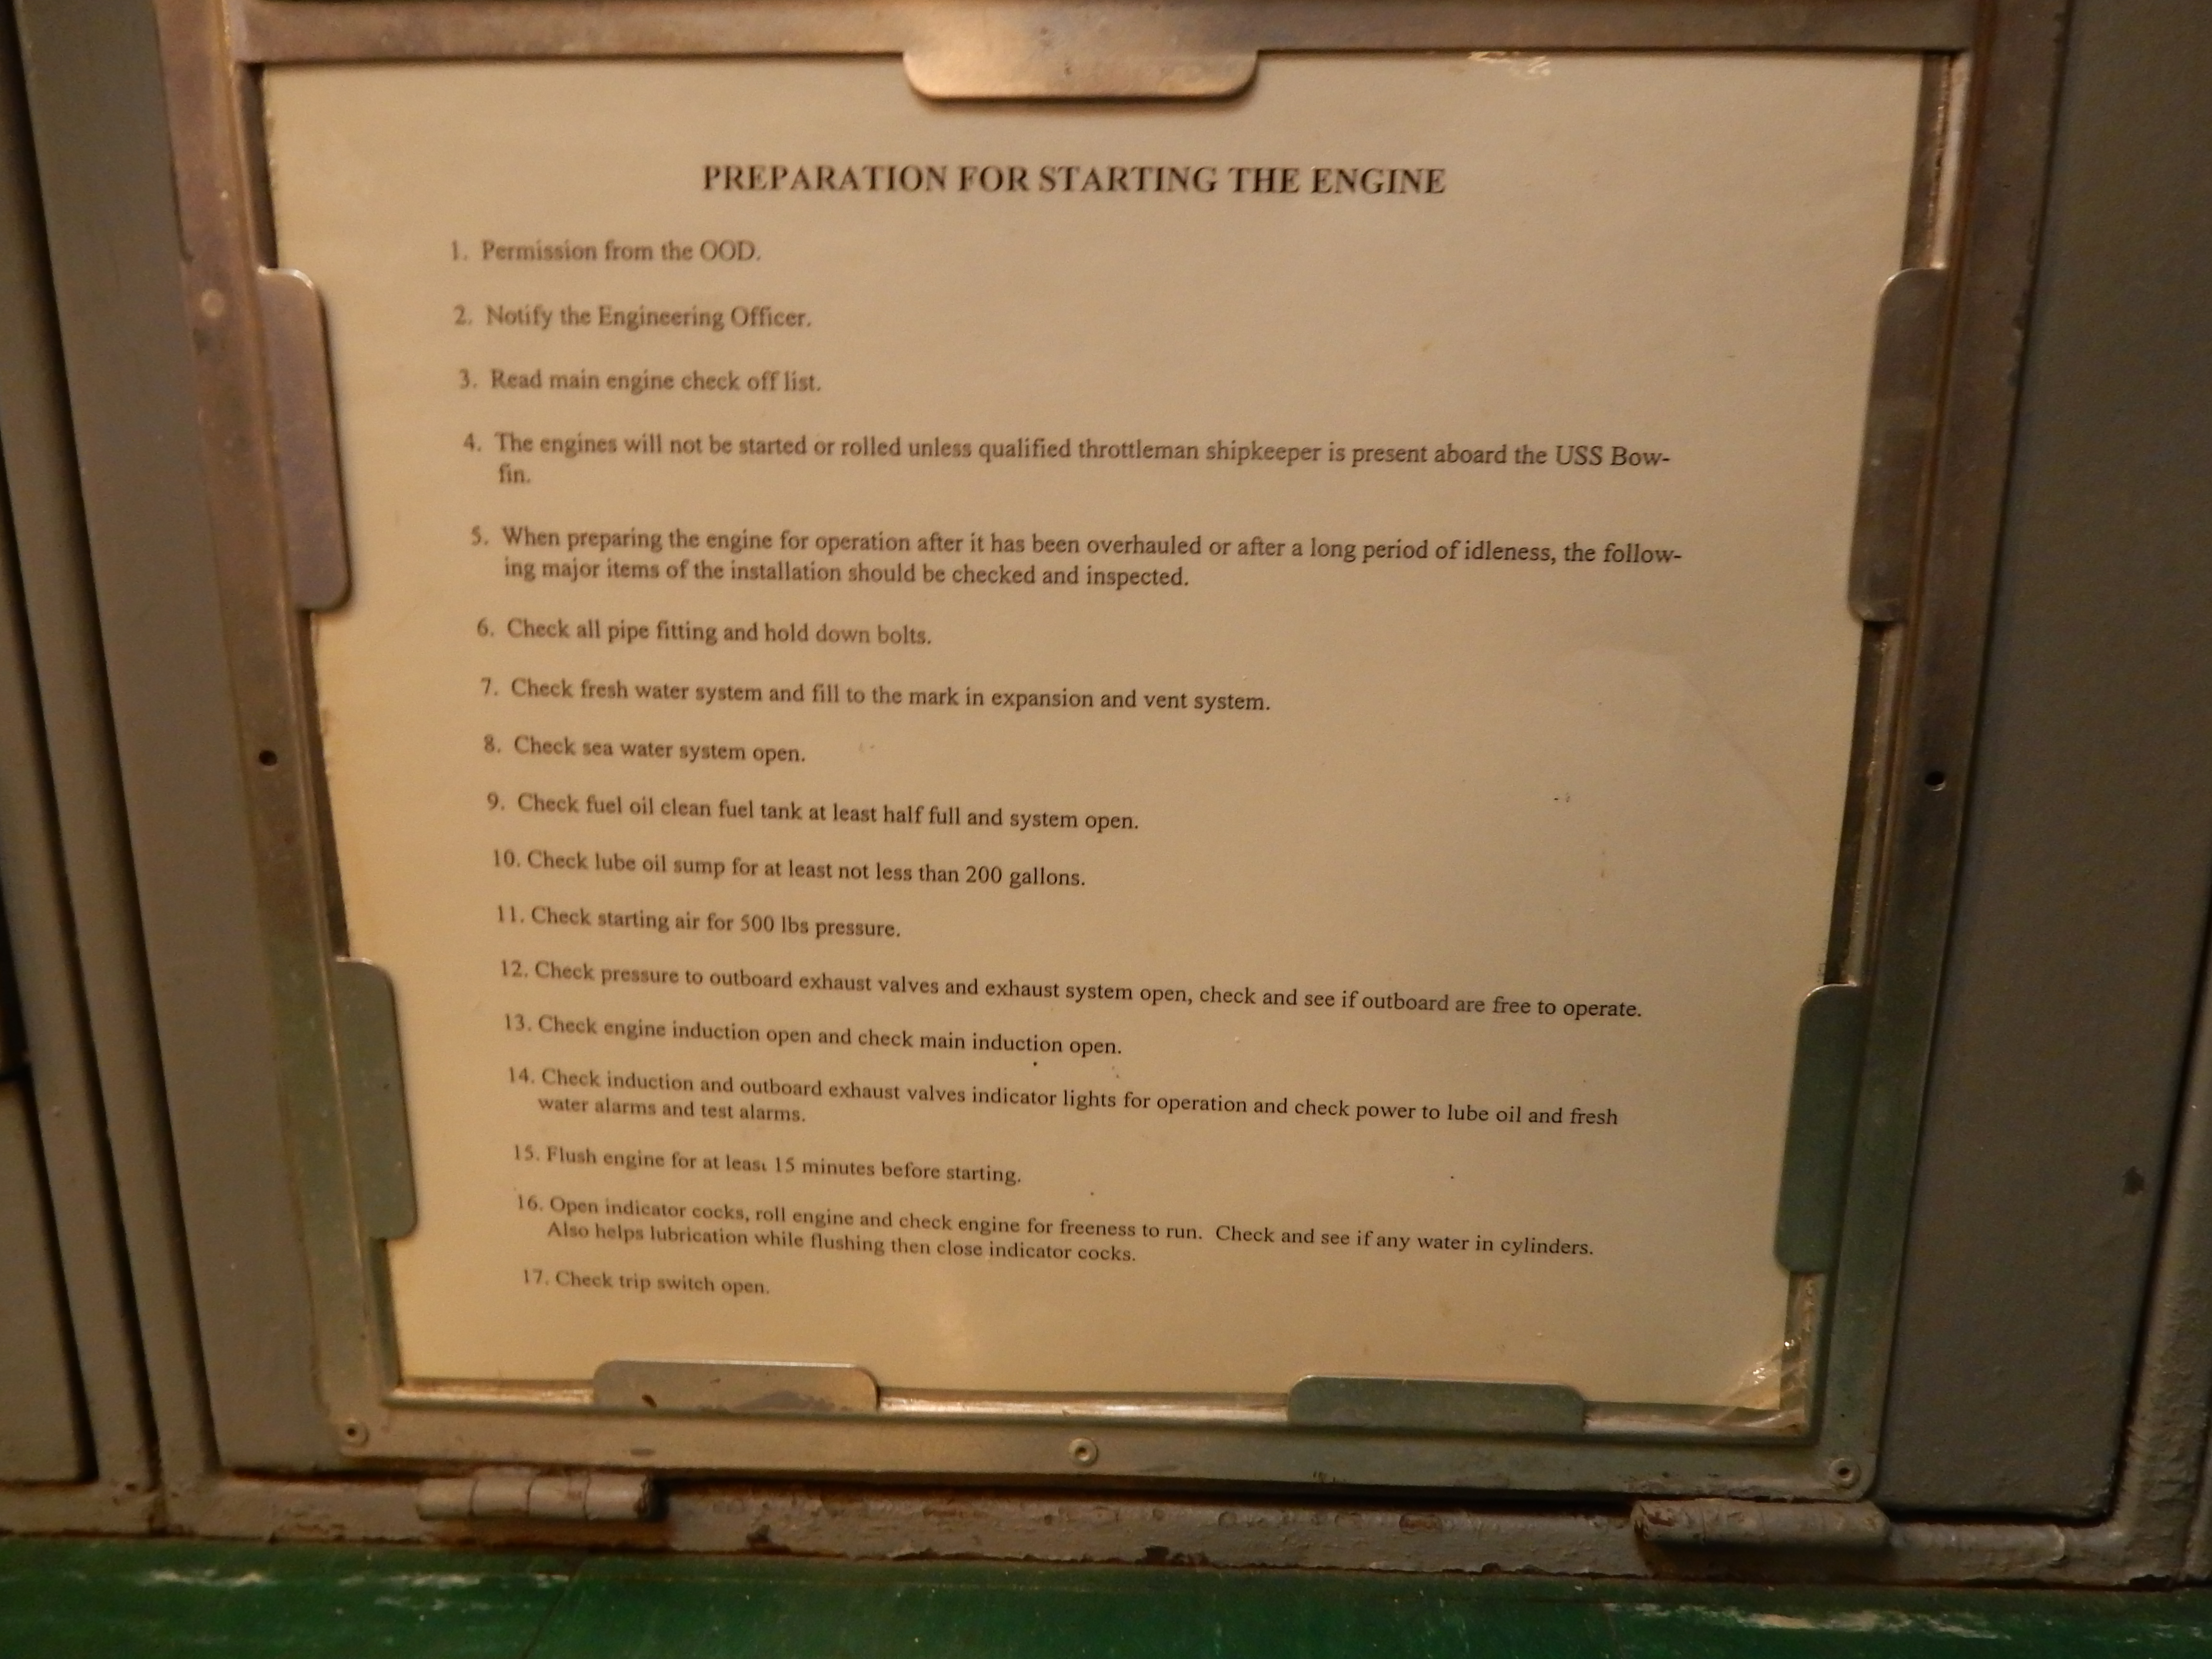 PREPARATION FOR STARTING THE ENGINE
1. Permission from the OOD.
2. Notify the Engineering Officer.
3. Read main engine check off list.
4. The engines will not be started or rolled unless qualified throttleman shipkeeper is present aboard the USS Bow-
fin.
5. When preparing the engine for operation after it has been overhauled or after a long period of idleness, the follow-
ing major items of the installation should be checked and inspected.
6. Check all pipe fitting and hold down bolts.
7. Check fresh water system and fill to the mark in expansion and vent system.
8. Check sea water system open.
9. Check fuel oil clean fuel tank at least half full and system open.
10. Check lube oil sump for at least not less than 200 gallons.
11. Check starting air for 500 lbs pressure.
12. Check pressure to outboard exhaust valves and exhaust system open, check and see if outboard are free to operate.
13. Check engine induction open and check main induction open.
14. Check induction and outboard exhaust valves indicator lights for operation and check power to lube oil and fresh
water alarms and test alarms.
15. Flush engine for at least 15 minutes before starting.
16. Open indicator cocks, roll engine and check engine for freeness to run. Check and see if any water in cylinders.
Also helps lubrication while flushing then close indicator cocks.
17. Check trip switch open.